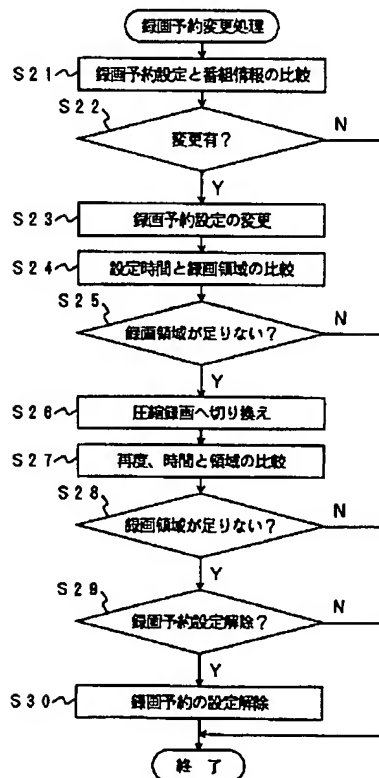 録画予約変更処理
S21
録画予約設定と番組情報の比較
S22
変更有?
N
Y
S23
録画予約設定の変更
S24
設定時間と録画領域の比較
S25
録画領域が足りない?
N
Y
S26
圧縮録画へ切り換え
S27
再度、時間と領域の比較
S28
録画領域が足りない?
N
Y
S29
録画予約設定解除?
N
Y
S30
録画予約の設定解除
終 了